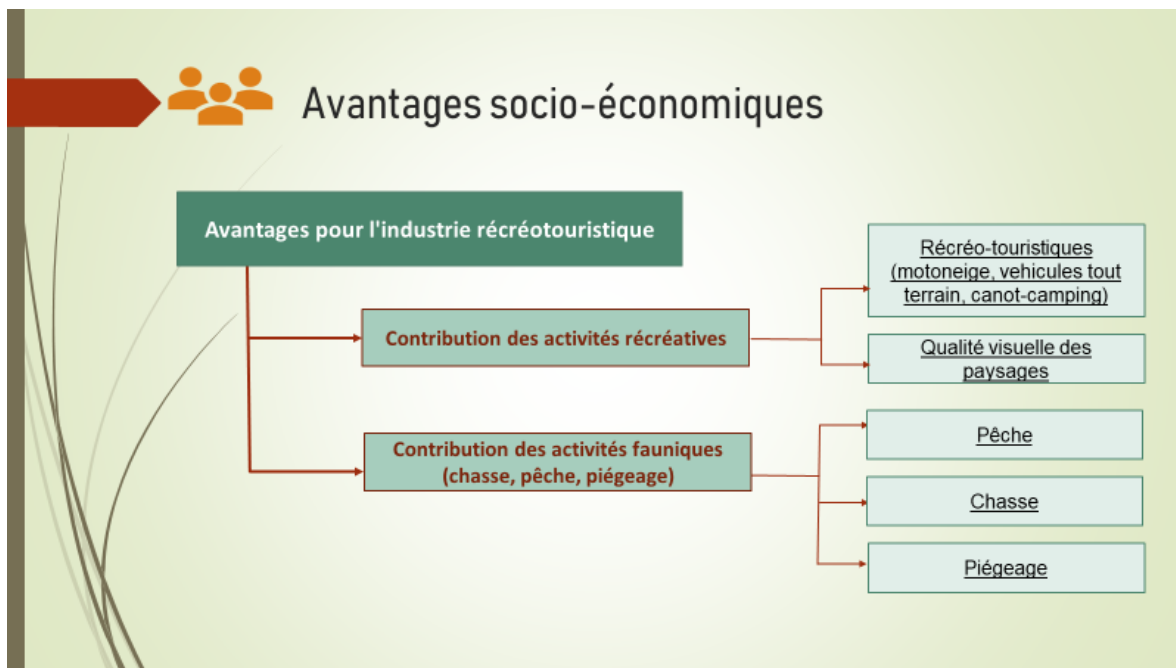 Avantages socio-économiques
Avantages pour l'industrie récréotouristique
Contribution des activités récréatives
Récréo-touristiques
(motoneige, vehicules tout
terrain, canot-camping)
Qualité visuelle des
paysages
Contribution des activités fauniques
(chasse, pêche, piégeage)
Pêche
Chasse
Piégeage